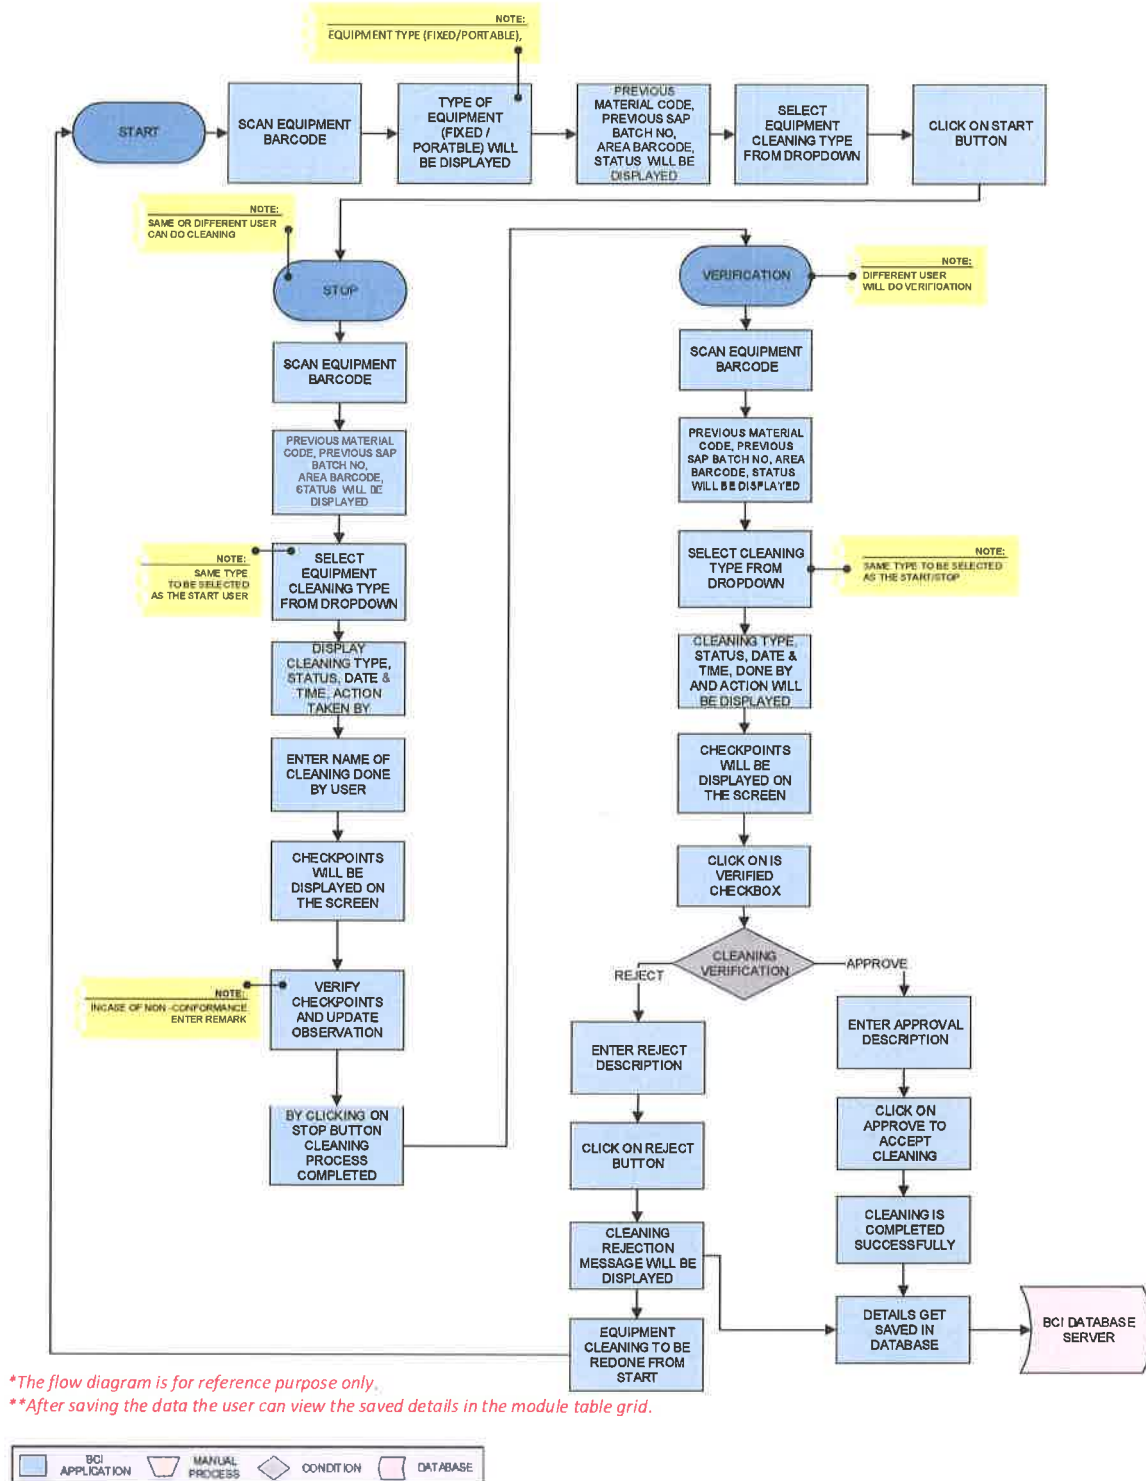 NOTE:
EQUIPMENT TYPE (FIXED/PORTABLE),
START
SCAN EQUIPMENT
BARCODE
TYPE OF
EQUIPMENT
(FIXED /
PORATBLE) WILL
BE DISPLAYED
PREVIOUS
MATERIAL CODE,
PREVIOUS SAP
BATCH NO,
AREA BARCODE,
STATUS WILL BE
DISPLAYED
SELECT
EQUIPMENT
CLEANING TYPE
FROM DROPDOWN
CLICK ON START
BUTTON
NOTE:
SAME OR DIFFERENT USER
CAN DO CLEANING
STOP
SCAN EQUIPMENT
BARCODE
PREVIOUS MATERIAL
CODE, PREVIOUS SAP
BATCH NO,
AREA BARCODE,
STATUS WILL BE
DISPLAYED
NOTE:
SAME TYPE
TO BE SELECTED
AS THE START USER
SELECT
EQUIPMENT
CLEANING TYPE
FROM DROPDOWN
DISPLAY
CLEANING TYPE,
STATUS, DATE &
TIME, ACTION
TAKEN BY
ENTER NAME OF
CLEANING DONE
BY USER
CHECKPOINTS
WILL BE
DISPLAYED ON
THE SCREEN
NOTE:
INCASE OF NON-CONFORMANCE
ENTER REMARK
VERIFY
CHECKPOINTS
AND UPDATE
OBSERVATION
BY CLICKING ON
STOP BUTTON
CLEANING
PROCESS
COMPLETED
VERIFICATION
NOTE:
DIFFERENT USER
WILL DO VERIFICATION
SCAN EQUIPMENT
BARCODE
PREVIOUS MATERIAL
CODE, PREVIOUS
SAP BATCH NO, AREA
BARCODE, STATUS
WILL BE DISPLAYED
SELECT CLEANING
TYPE FROM
DROPDOWN
NOTE:
SAME TYPE TO BE SELECTED
AS THE START/STOP
CLEANING TYPE,
STATUS, DATE &
TIME, DONE BY
AND ACTION WILL
BE DISPLAYED
CHECKPOINTS
WILL BE
DISPLAYED ON
THE SCREEN
CLICK ON IS
VERIFIED
CHECKBOX
CLEANING
VERIFICATION
REJECT
APPROVE
ENTER REJECT
DESCRIPTION
CLICK ON REJECT
BUTTON
CLEANING
REJECTION
MESSAGE WILL BE
DISPLAYED
EQUIPMENT
CLEANING TO BE
REDONE FROM
START
ENTER APPROVAL
DESCRIPTION
CLICK ON
APPROVE TO
ACCEPT
CLEANING
CLEANING IS
COMPLETED
SUCCESSFULLY
DETAILS GET
SAVED IN
DATABASE
BCI DATABASE
SERVER
*The flow diagram is for reference purpose only.
**After saving the data the user can view the saved details in the module table grid.
BCI
APPLICATION
MANUAL
PROCESS
CONDITION
DATABASE